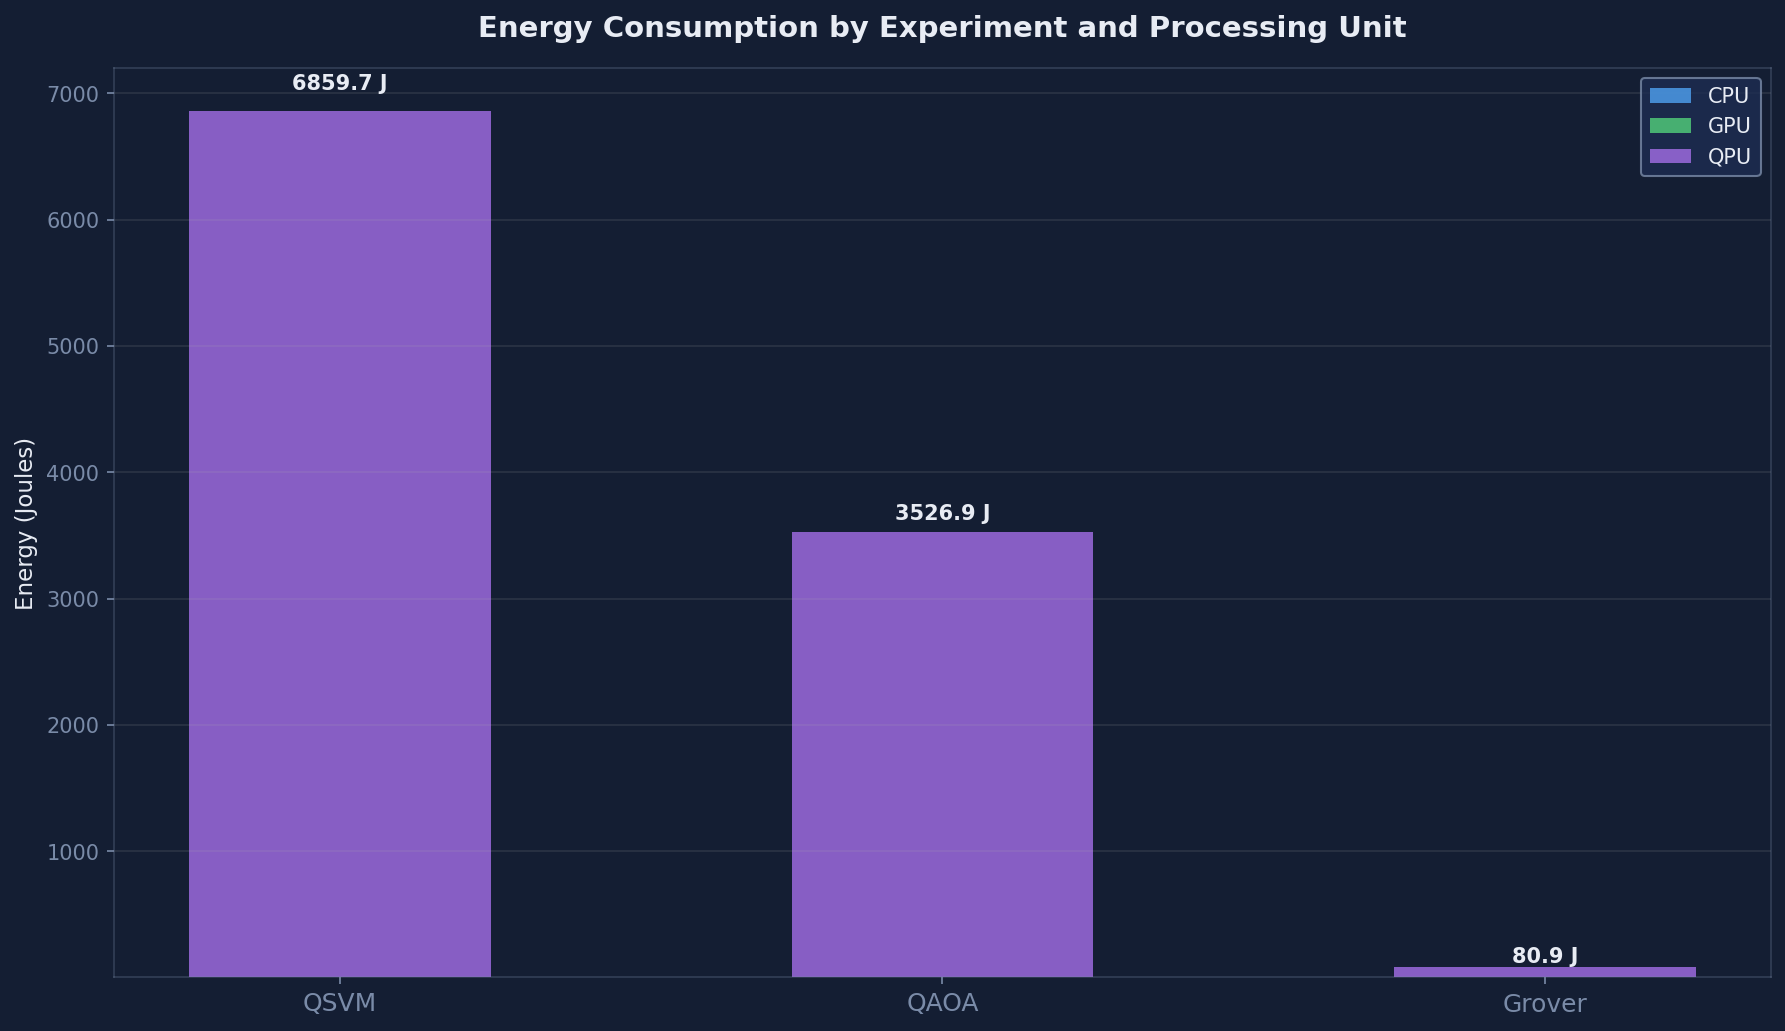 Energy Consumption by Experiment and Processing Unit
6859.7 J
7000
CPU
GPU
QPU
6000
5000
4000
3526.9 J
Energy (Joules)
3000
2000
1000
80.9 J
QSVM
QAOA
Grover